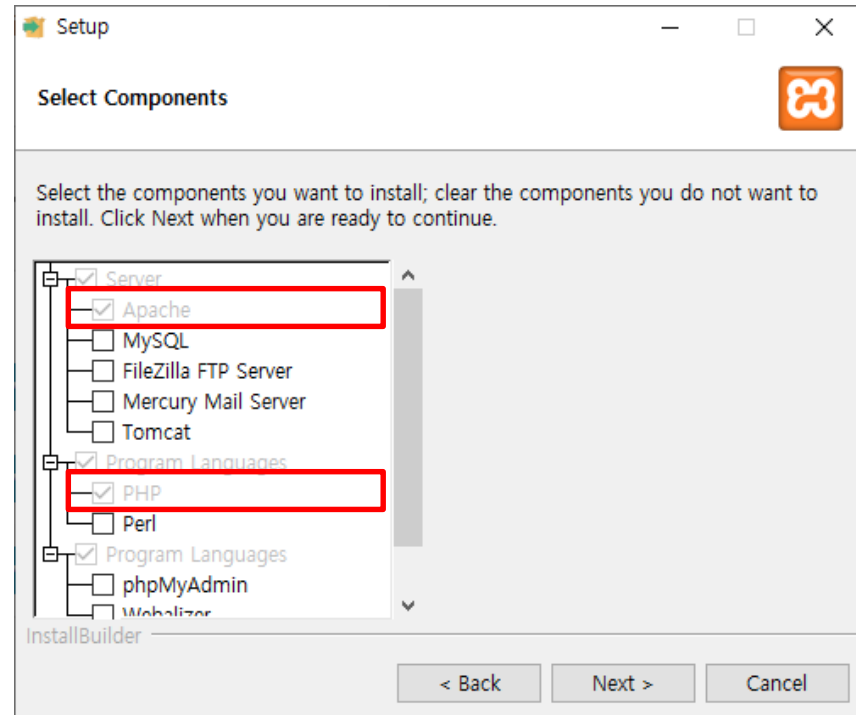 Setup
Select Components
Select the components you want to install; clear the components you do not want to
install. Click Next when you are ready to continue.
Server
Apache
MySQL
FileZilla FTP Server
Mercury Mail Server
Tomcat
Program Languages
PHP
Perl
Program Languages
phpMyAdmin
Webalizer
InstallBuilder
< Back
Next >
Cancel